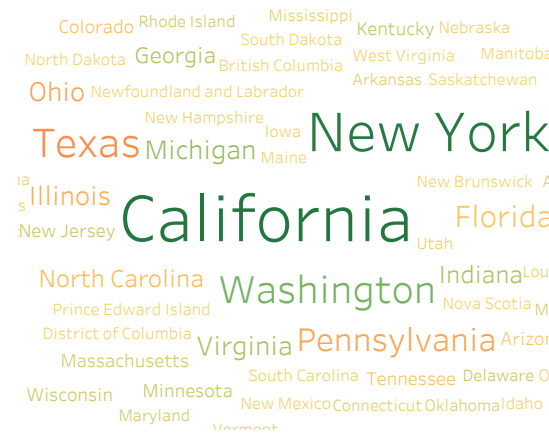 Mississippi
Colorado Rhode Island
Kentucky Nebraska
South Dakota
North Dakota Georgia West Virginia Manitoba
British Columbia
Arkansas Saskatchewan
Ohio Newfoundland and Labrador
New Hampshire
Iowa New York
Texas Michigan Maine
New Brunswick
Illinois California Florida
New Jersey
Utah
North Carolina Washington Indiana Lou
Prince Edward Island Nova Scotia M
District of Columbia Virginia Pennsylvania Arizon
Massachusetts
South Carolina Tennessee Delaware O
Wisconsin Minnesota
New Mexico Connecticut Oklahoma Idaho
Maryland
Vermont